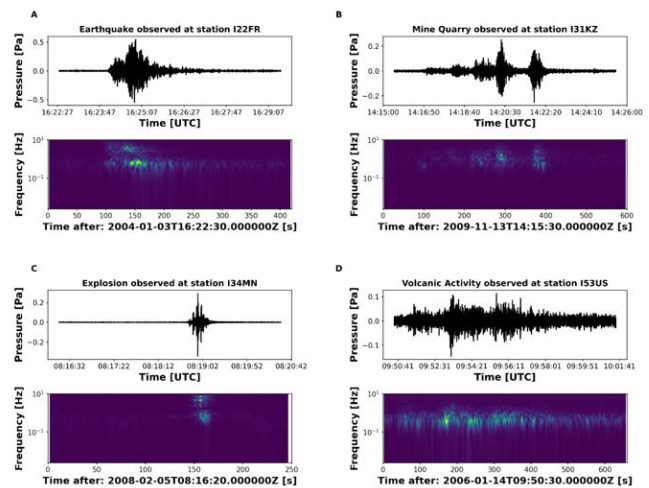 A
Earthquake observed at station I22FR
Pressure [Pa]
0.5
0.0
−0.5
16:22:27 16:23:47 16:25:07 16:26:27 16:27:47 16:29:07
Time [UTC]
Frequency [Hz]
10¹
10⁻¹
0 50 100 150 200 250 300 350 400
Time after: 2004-01-03T16:22:30.000000Z [s]
B
Mine Quarry observed at station I31KZ
Pressure [Pa]
0.2
0.0
−0.2
14:15:00 14:16:50 14:18:40 14:20:30 14:22:20 14:24:10 14:26:00
Time [UTC]
Frequency [Hz]
10¹
10⁻¹
0 100 200 300 400 500 600
Time after: 2009-11-13T14:15:30.000000Z [s]
C
Explosion observed at station I34MN
Pressure [Pa]
0.2
0.0
−0.2
08:16:32 08:17:22 08:18:12 08:19:02 08:19:52 08:20:42
Time [UTC]
Frequency [Hz]
10¹
10⁻¹
0 50 100 150 200 250
Time after: 2008-02-05T08:16:20.000000Z [s]
D
Volcanic Activity observed at station I53US
Pressure [Pa]
0.1
0.0
−0.1
09:50:41 09:52:31 09:54:21 09:56:11 09:58:01 09:59:51 10:01:41
Time [UTC]
Frequency [Hz]
10¹
10⁻¹
0 100 200 300 400 500 600
Time after: 2006-01-14T09:50:30.000000Z [s]